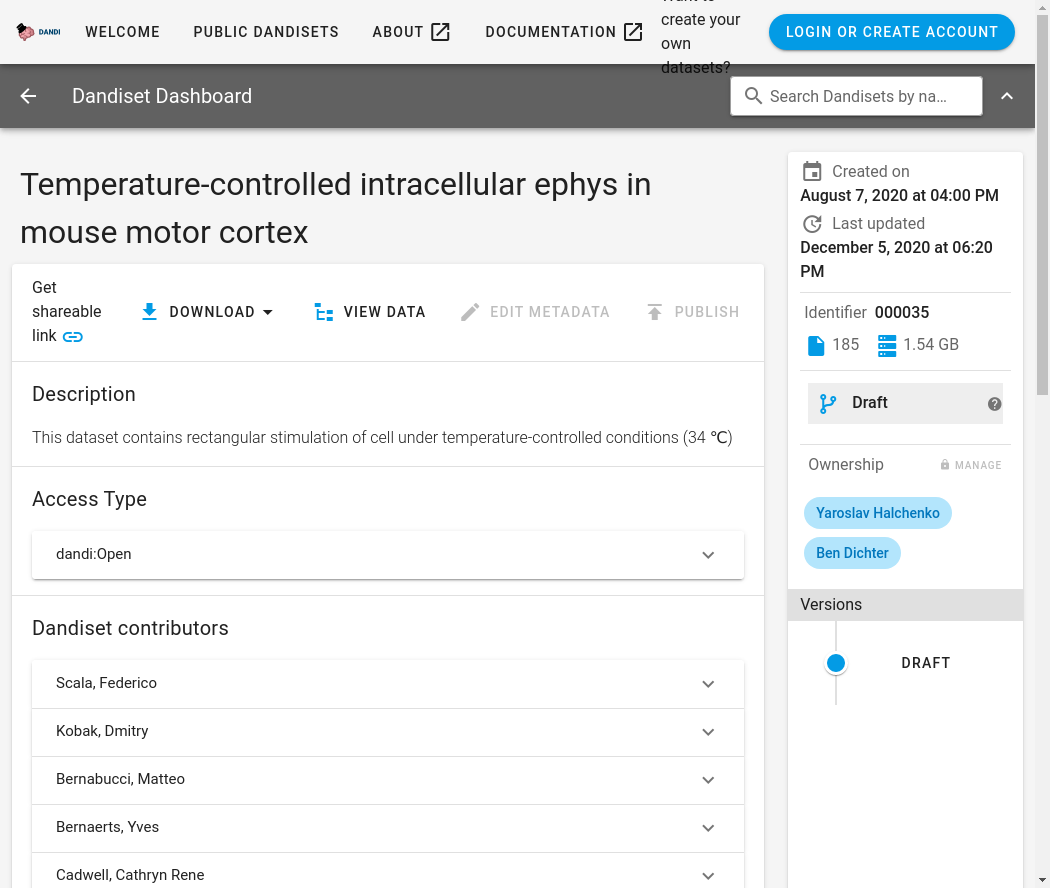 DANDI
WELCOME
PUBLIC DANDISETS
ABOUT
DOCUMENTATION
create your
own
datasets?
LOGIN OR CREATE ACCOUNT
Dandiset Dashboard
Search Dandisets by na…
Temperature-controlled intracellular ephys in
mouse motor cortex
Get
shareable
link
DOWNLOAD
VIEW DATA
EDIT METADATA
PUBLISH
Description
This dataset contains rectangular stimulation of cell under temperature-controlled conditions (34 ℃)
Access Type
dandi:Open
Dandiset contributors
Scala, Federico
Kobak, Dmitry
Bernabucci, Matteo
Bernaerts, Yves
Cadwell, Cathryn Rene
Created on
August 7, 2020 at 04:00 PM
Last updated
December 5, 2020 at 06:20
PM
Identifier 000035
185
1.54 GB
Draft
Ownership
MANAGE
Yaroslav Halchenko
Ben Dichter
Versions
DRAFT